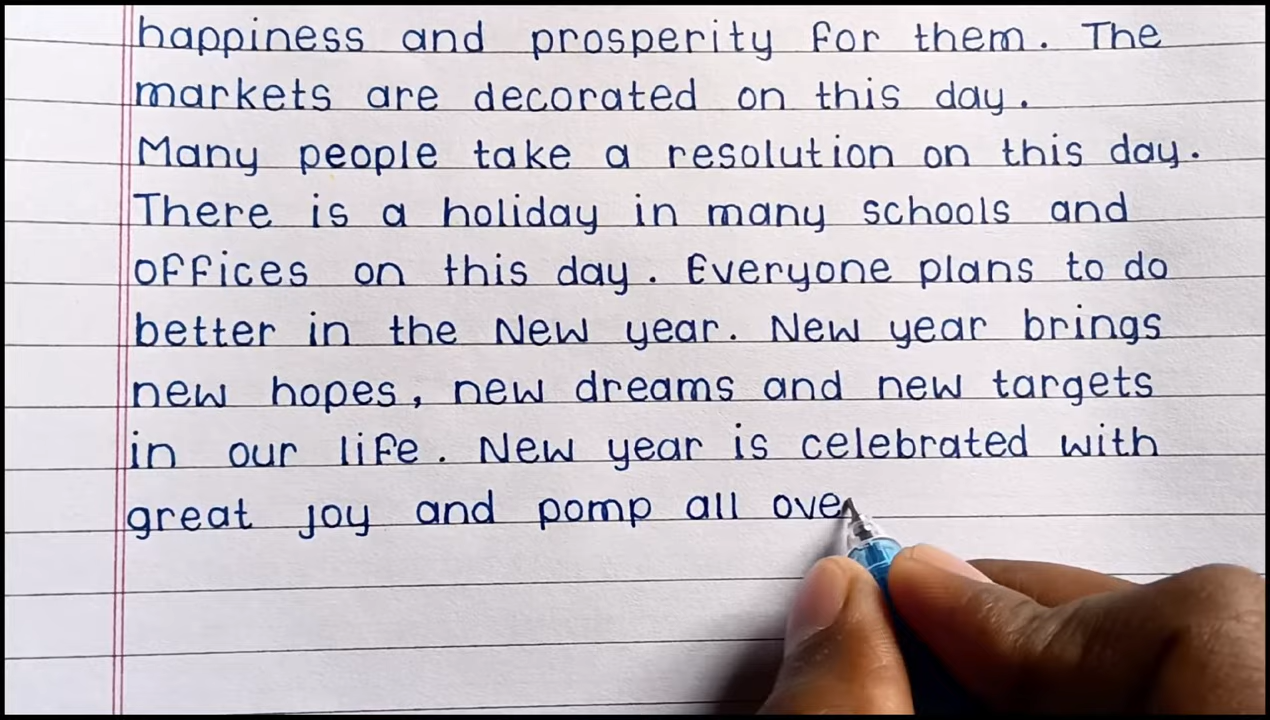 happiness and prosperity for them. The
markets are decorated on this day.
Many people take a resolution on this day.
There is a holiday in many schools and
offices on this day. Everyone plans to do
better in the New year. New year brings
new hopes, new dreams and new targets
in our life. New year is celebrated with
great joy and pomp all ove